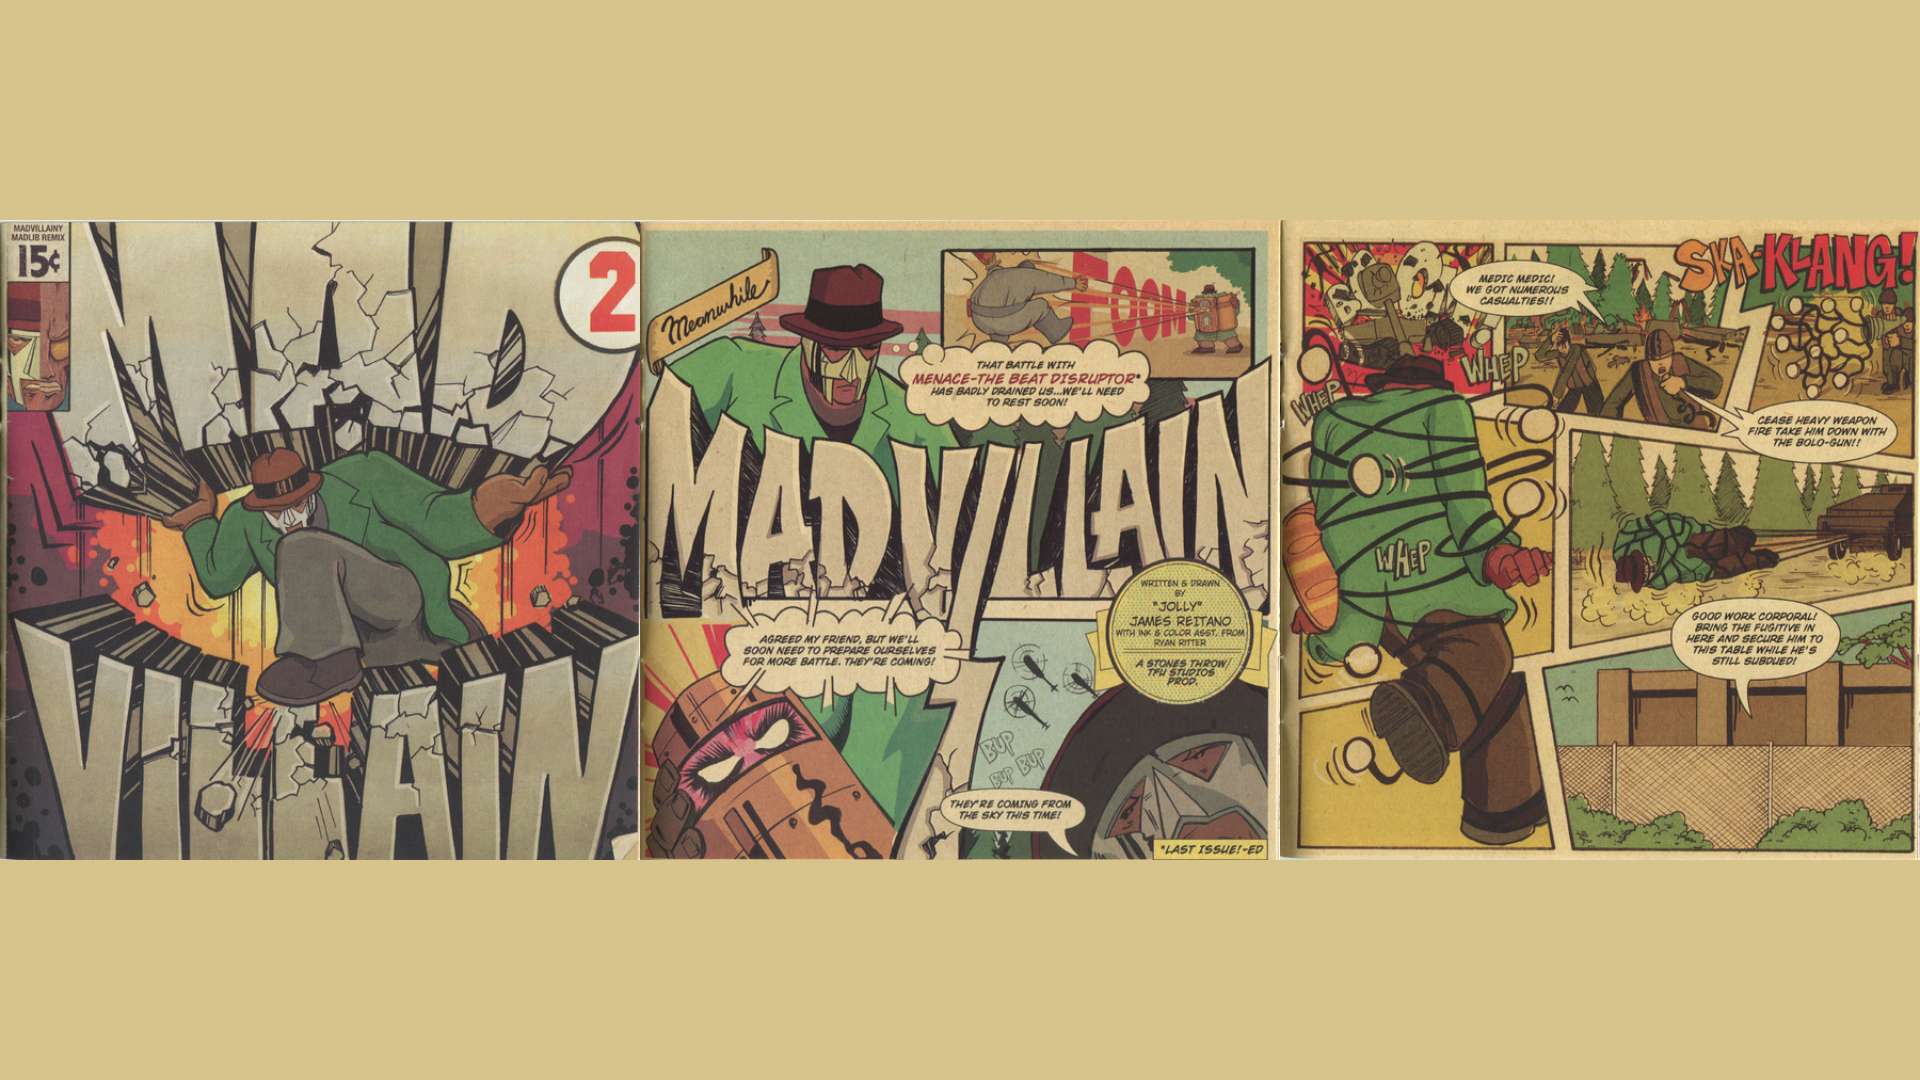 MADVILLAINY
MADLIB REMIX
15¢
2
MAD
VILLAIN
Meanwhile
FOOM
THAT BATTLE WITH
MENACE-THE BEAT DISRUPTOR*
HAS BADLY DRAINED US...WE'LL NEED
TO REST SOON!
MADVILLAIN
WRITTEN & DRAWN
BY
"JOLLY"
JAMES REITANO
WITH INK & COLOR ASST. FROM
RYAN RITTER
A STONES THROW/
TFU STUDIOS
PROD.
AGREED MY FRIEND, BUT WE'LL
SOON NEED TO PREPARE OURSELVES
FOR MORE BATTLE. THEY'RE COMING!
BUP
BUP BUP
THEY'RE COMING FROM
THE SKY THIS TIME!
*LAST ISSUE!-ED
MEDIC MEDIC!
WE GOT NUMEROUS
CASUALTIES!!
SKA-KLANG!
WHEP
WHEP
CEASE HEAVY WEAPON
FIRE TAKE HIM DOWN WITH
THE BOLO-GUN!!
WHEP
GOOD WORK CORPORAL!
BRING THE FUGITIVE IN
HERE AND SECURE HIM TO
THIS TABLE WHILE HE'S
STILL SUBDUED!